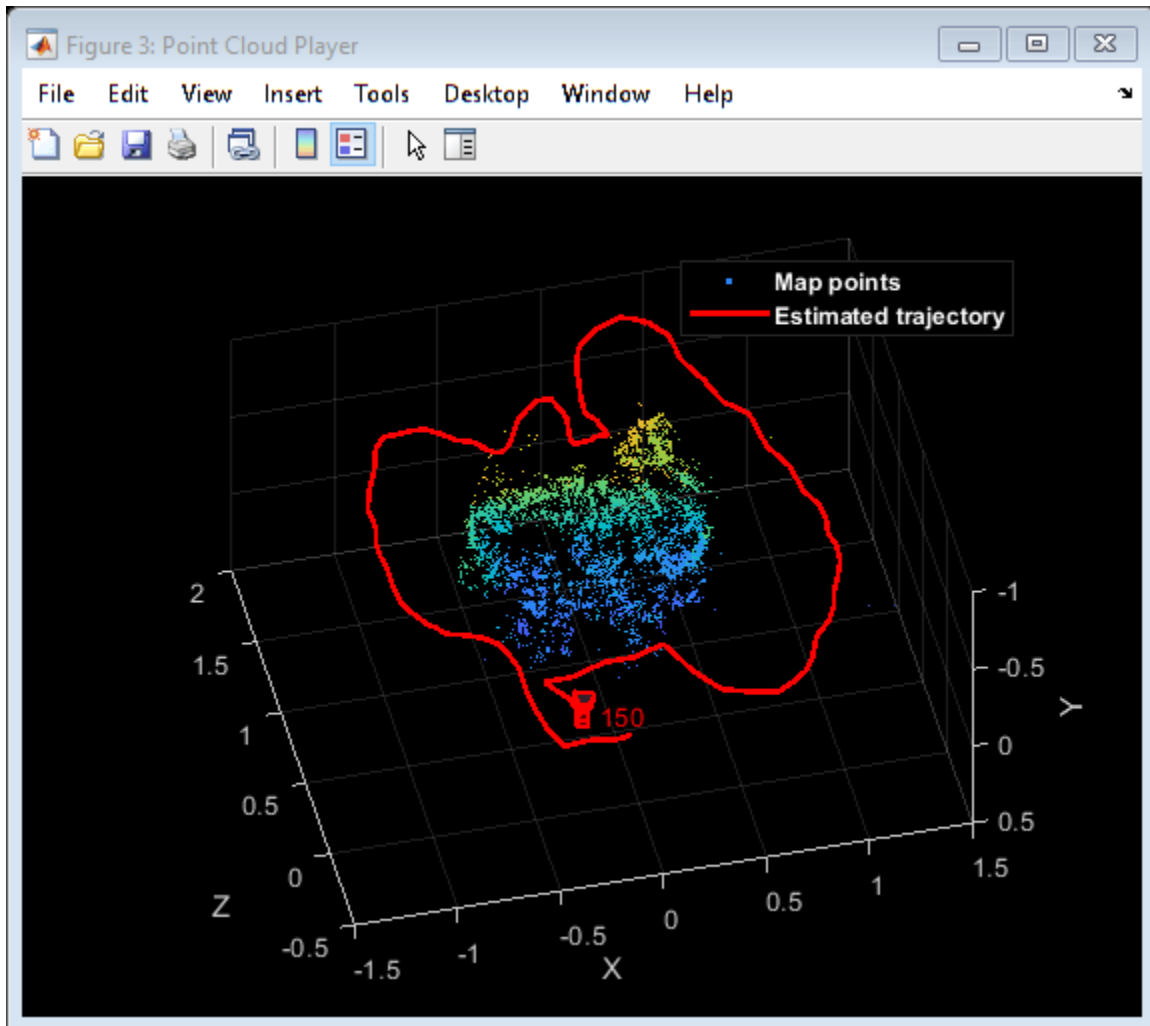 Figure 3: Point Cloud Player
File Edit View Insert Tools Desktop Window Help
Map points
Estimated trajectory
150
2
1.5
1
0.5
0
-0.5
Z
-1.5
-1
-0.5
0
0.5
1
1.5
X
-1
-0.5
0
0.5
Y